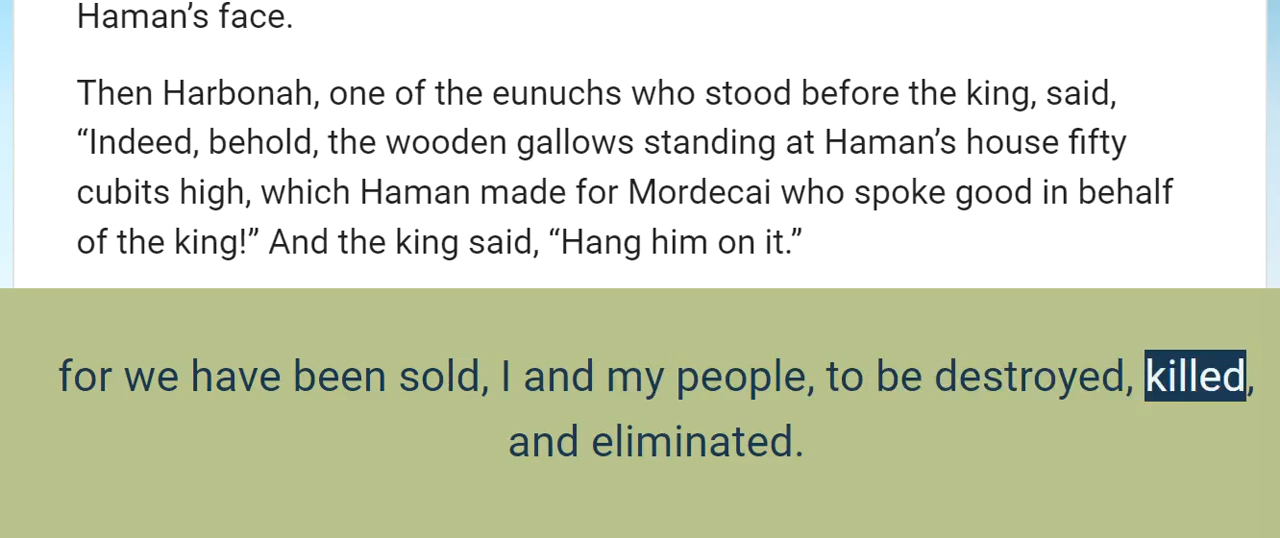 Haman’s face.
Then Harbonah, one of the eunuchs who stood before the king, said,
“Indeed, behold, the wooden gallows standing at Haman’s house fifty
cubits high, which Haman made for Mordecai who spoke good in behalf
of the king!” And the king said, “Hang him on it.”
for we have been sold, I and my people, to be destroyed, killed,
and eliminated.